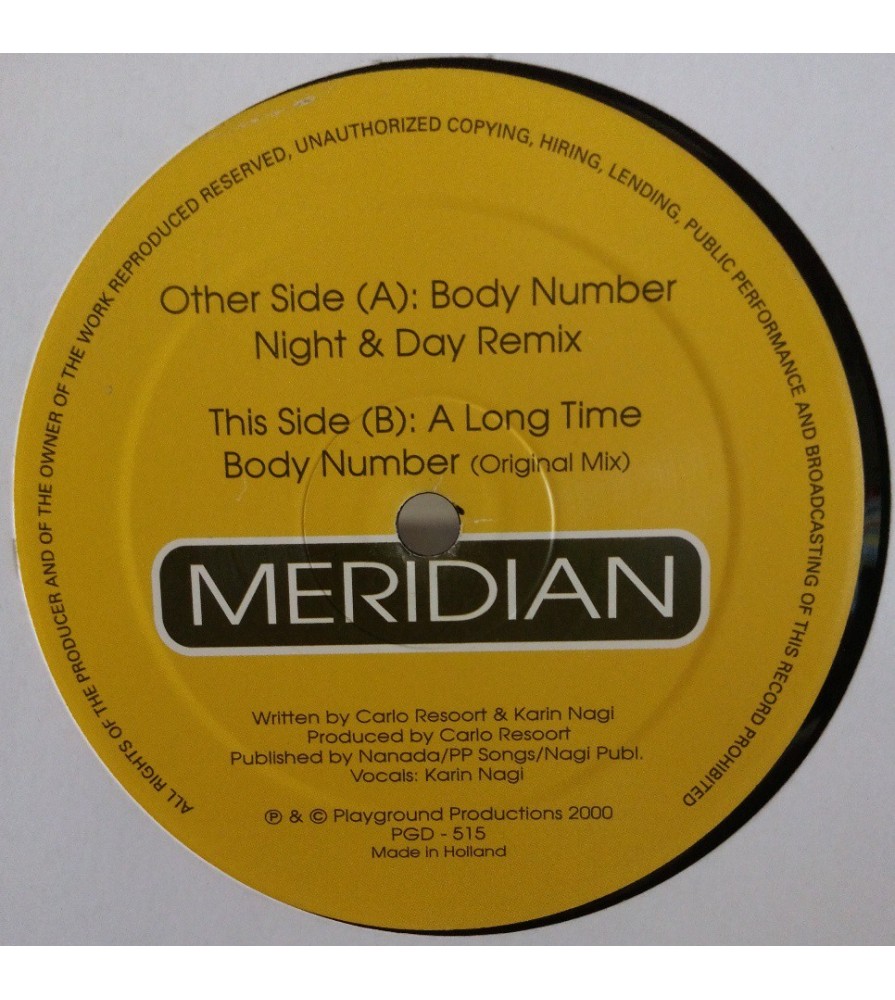 ALL RIGHTS OF THE PRODUCER AND OF THE OWNER OF THE WORK REPRODUCED RESERVED, UNAUTHORIZED COPYING, HIRING, LENDING, PUBLIC PERFORMANCE AND BROADCASTING OF THIS RECORD PROHIBITED
Other Side (A): Body Number
Night & Day Remix
This Side (B): A Long Time
Body Number (Original Mix)
MERIDIAN
Written by Carlo Resoort & Karin Nagi
Produced by Carlo Resoort
Published by Nanada/PP Songs/Nagi Publ.
Vocals: Karin Nagi
℗ & © Playground Productions 2000
PGD - 515
Made in Holland